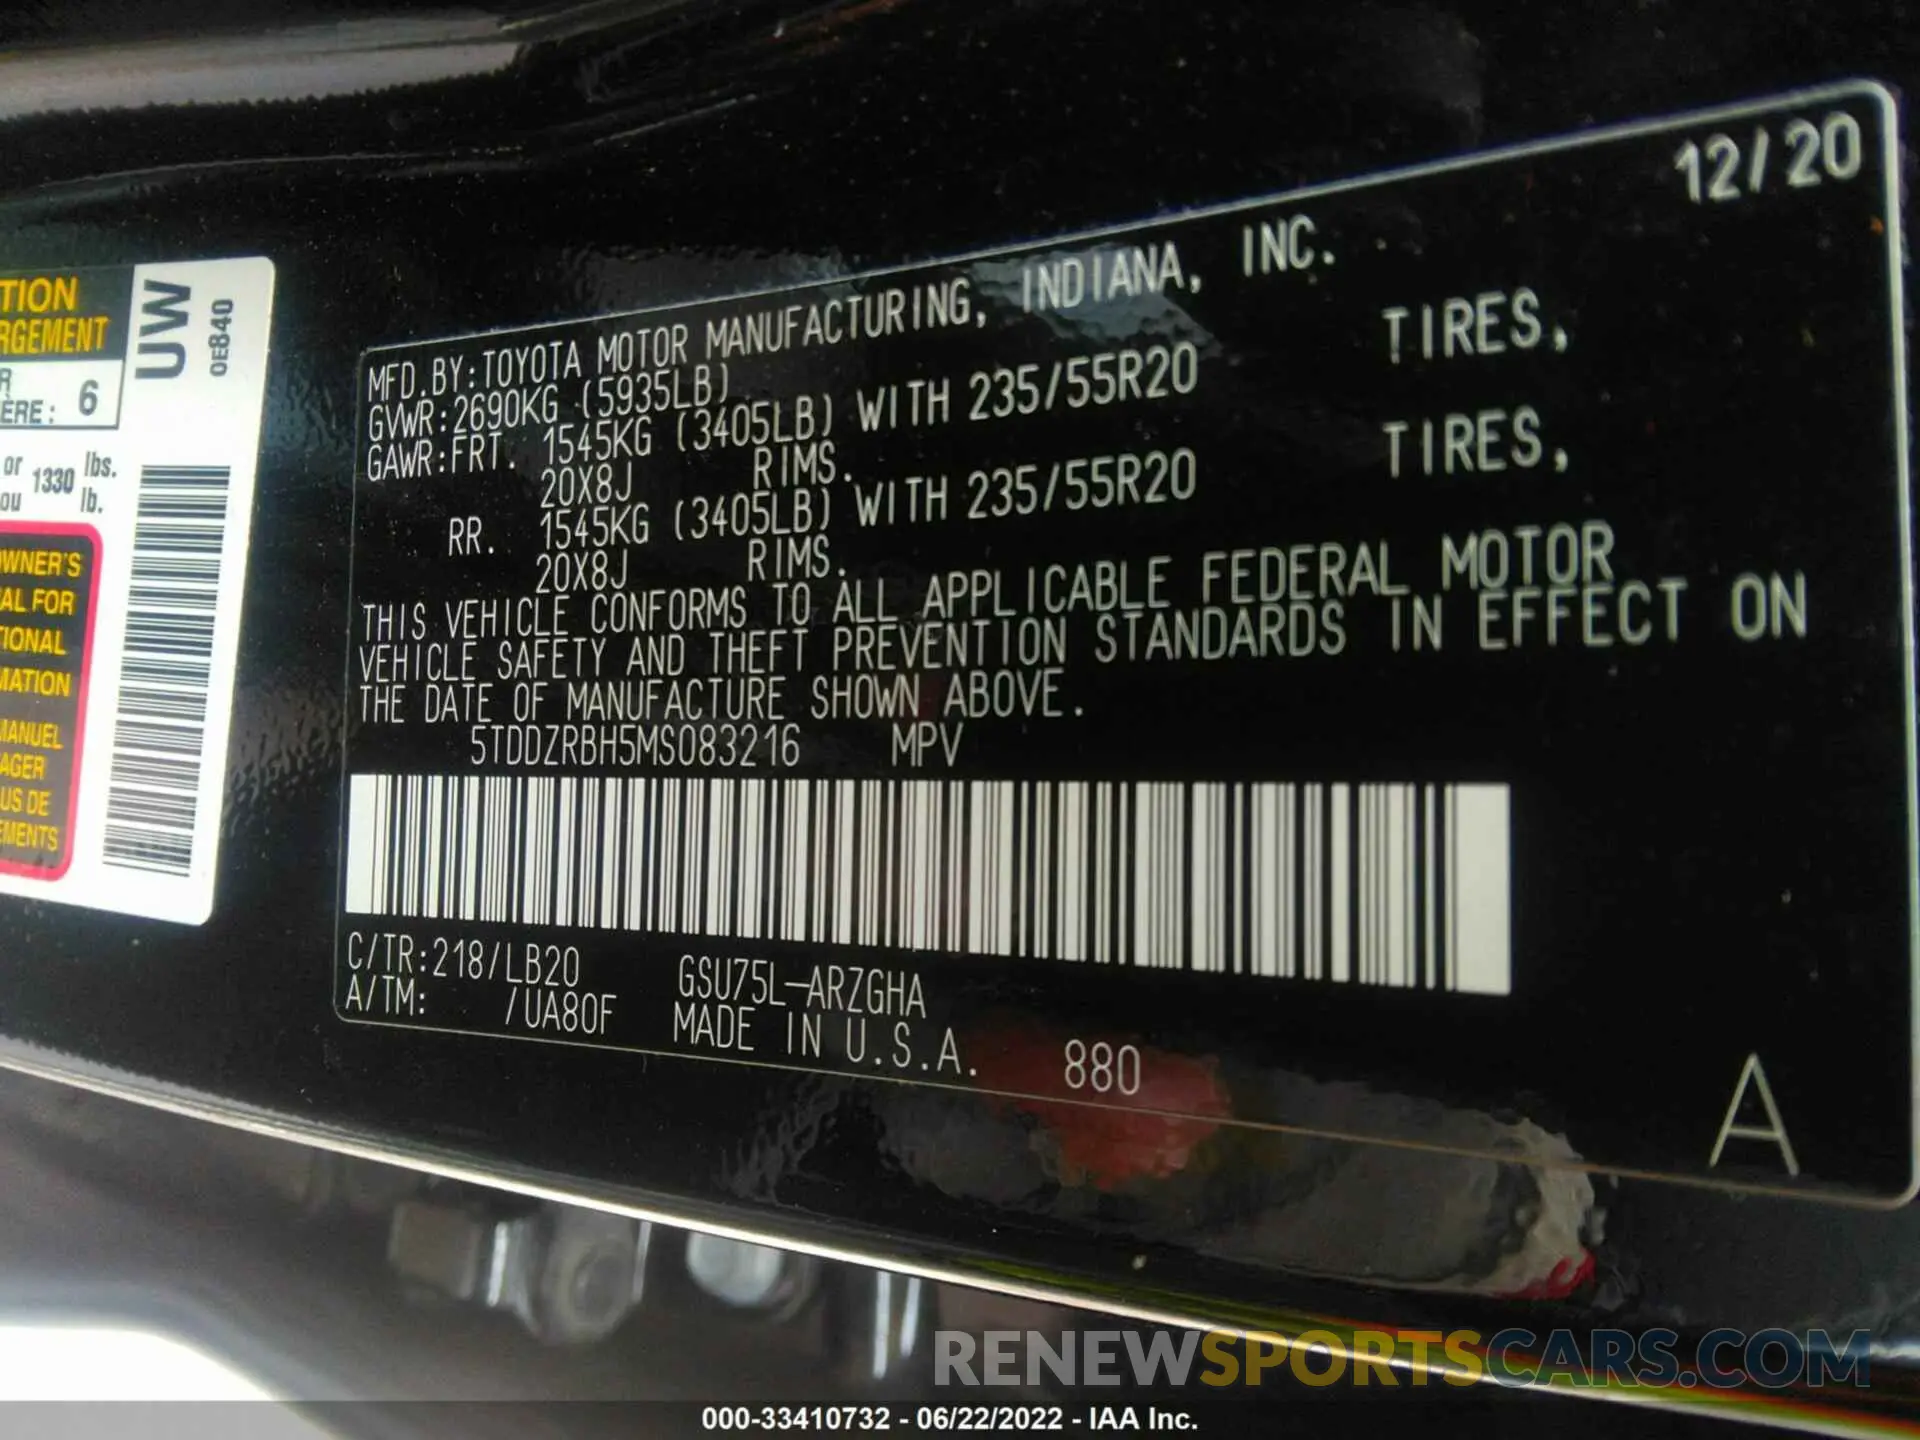 TION
RGEMENT
R
ÈRE: 6
or 1330 lbs.
ou lb.
OWNER'S
AL FOR
TIONAL
MATION
MANUEL
AGER
US DE
EMENTS
UW
0E840
12/20
MFD.BY:TOYOTA MOTOR MANUFACTURING, INDIANA, INC.
GVWR:2690KG (5935LB)
GAWR:FRT. 1545KG (3405LB) WITH 235/55R20 TIRES,
20X8J RIMS.
RR. 1545KG (3405LB) WITH 235/55R20 TIRES,
20X8J RIMS.
THIS VEHICLE CONFORMS TO ALL APPLICABLE FEDERAL MOTOR
VEHICLE SAFETY AND THEFT PREVENTION STANDARDS IN EFFECT ON
THE DATE OF MANUFACTURE SHOWN ABOVE.
5TDDZRBH5MS083216 MPV
C/TR:218/LB20 GSU75L-ARZGHA
A/TM: /UA80F MADE IN U.S.A. 880
A
RENEWSPORTSCARS.COM
000-33410732 - 06/22/2022 - IAA Inc.